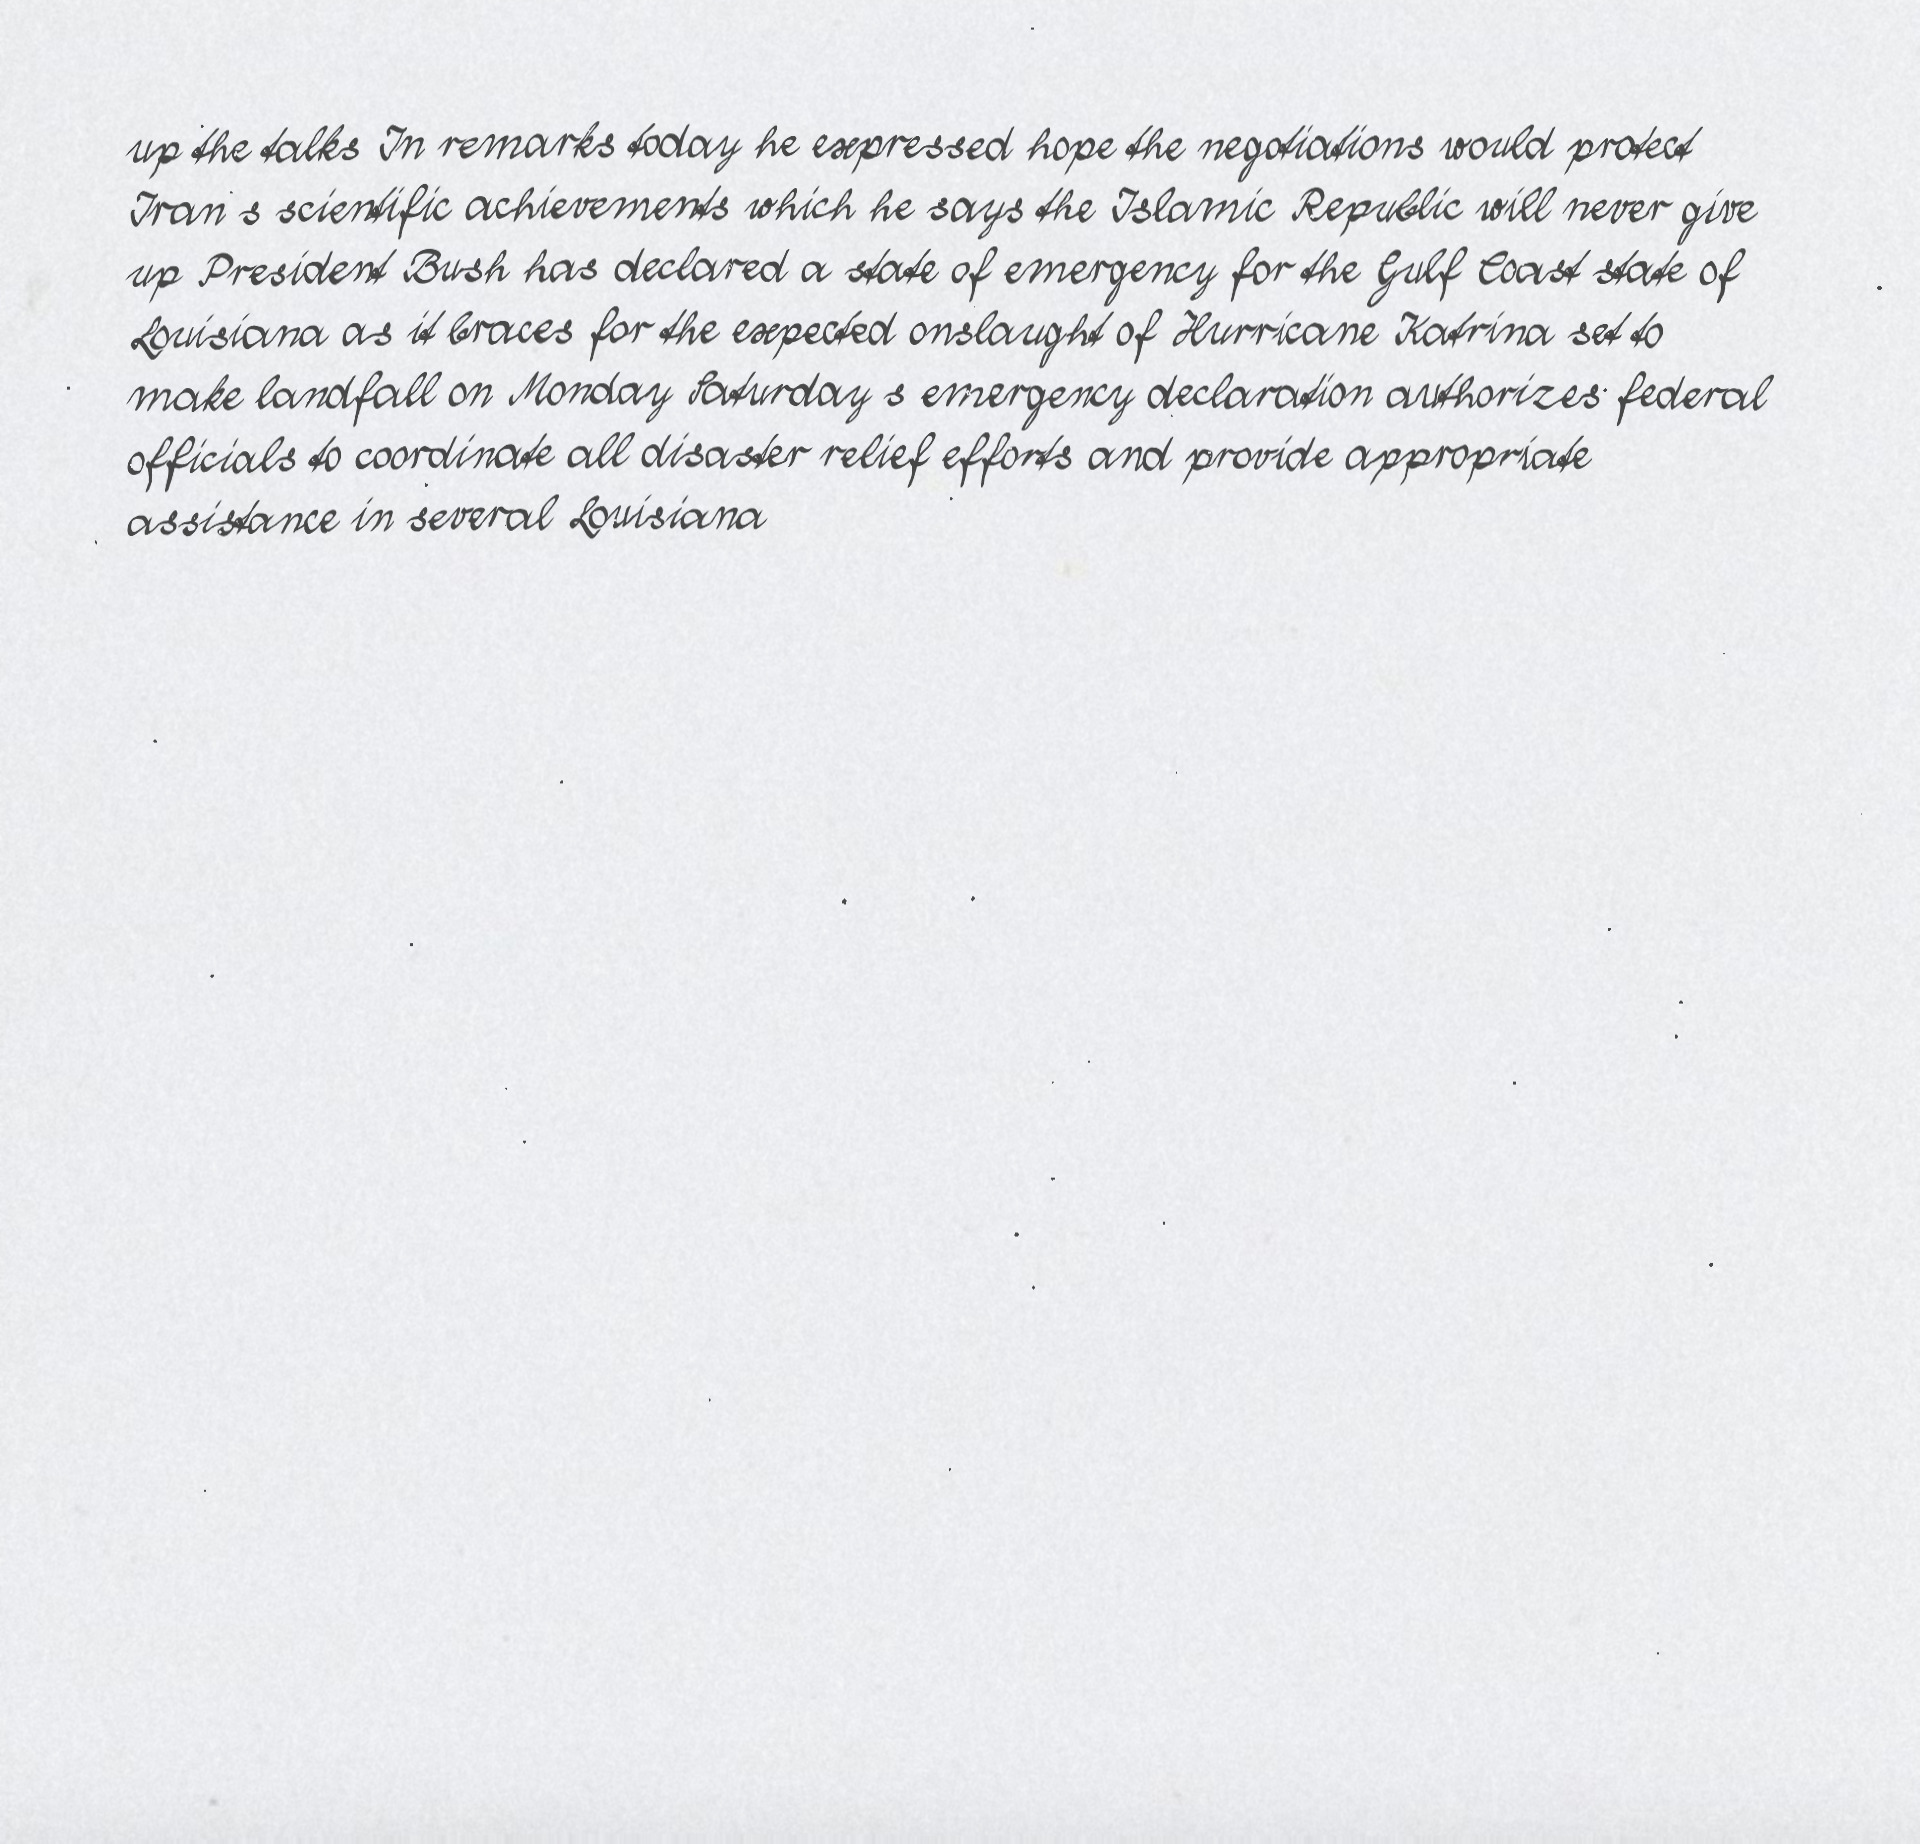 up the talks In remarks today he expressed hope the negotiations would protect
Iran s scientific achievements which he says the Islamic Republic will never give
up President Bush has declared a state of emergency for the Gulf Coast state of
Louisiana as it braces for the expected onslaught of Hurricane Katrina set to
make landfall on Monday Saturday s emergency declaration authorizes federal
officials to coordinate all disaster relief efforts and provide appropriate
assistance in several Louisiana